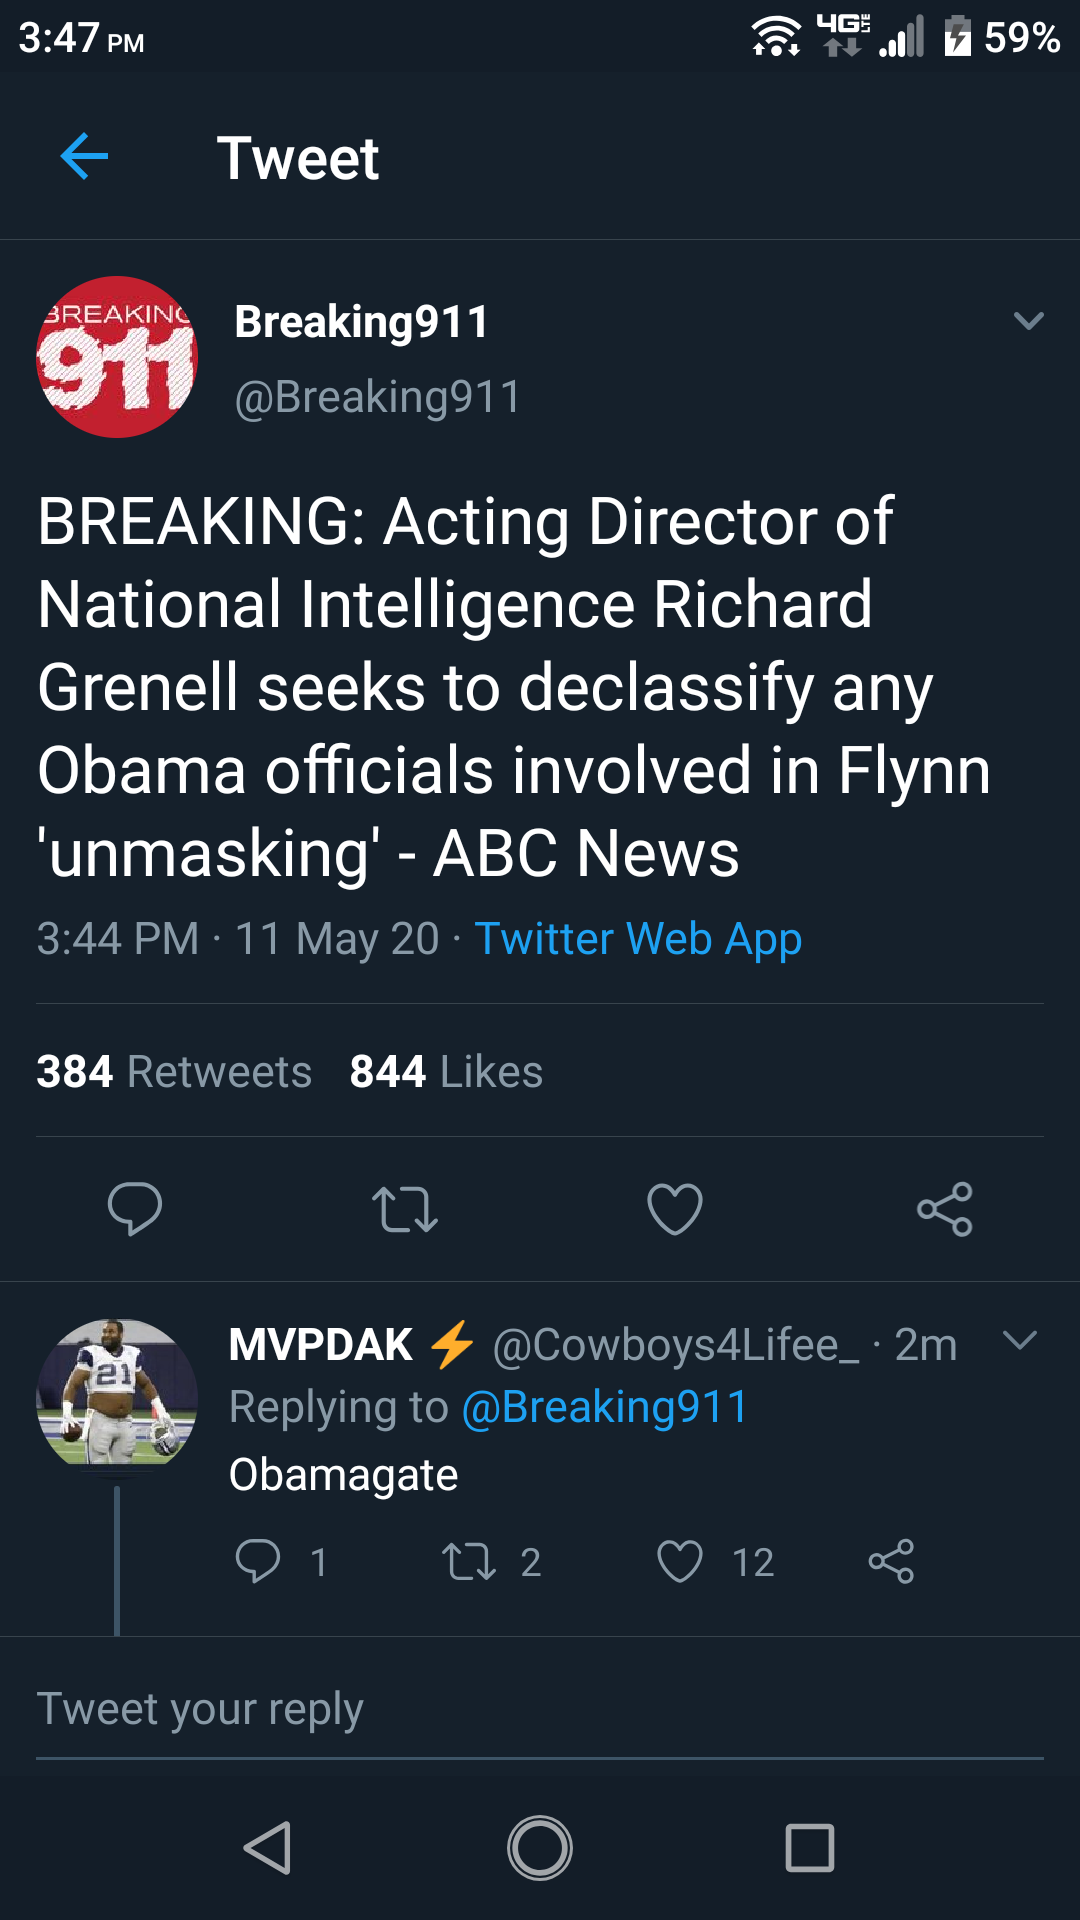 3:47 PM 4G LTE 59%
Tweet
BREAKING
911
Breaking911
@Breaking911
BREAKING: Acting Director of
National Intelligence Richard
Grenell seeks to declassify any
Obama officials involved in Flynn
'unmasking' - ABC News
3:44 PM · 11 May 20 · Twitter Web App
384 Retweets 844 Likes
MVPDAK ⚡ @Cowboys4Lifee_ · 2m
Replying to @Breaking911
21
Obamagate
1 2 12
Tweet your reply